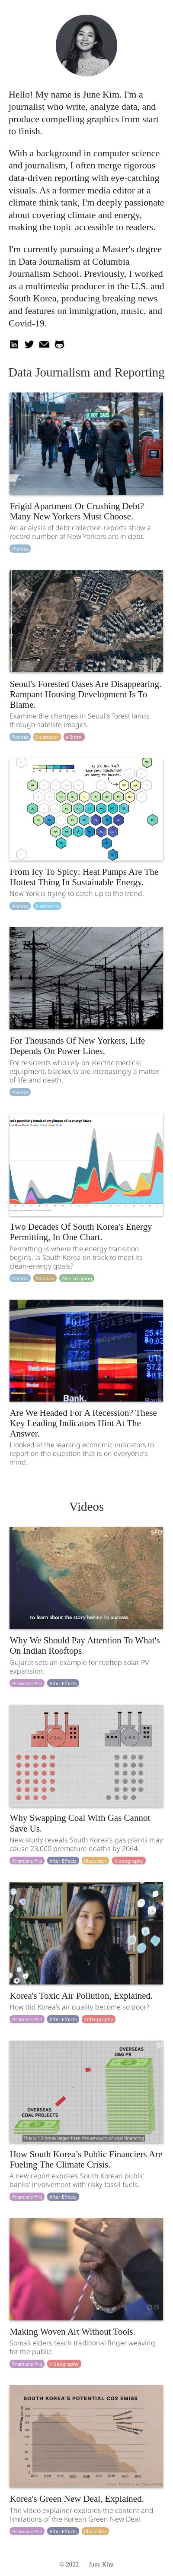 Hello! My name is June Kim. I'm a
journalist who write, analyze data, and
produce compelling graphics from start
to finish.
With a background in computer science
and journalism, I often merge rigorous
data-driven reporting with eye-catching
visuals. As a former media editor at a
climate think tank, I'm deeply passionate
about covering climate and energy,
making the topic accessible to readers.
I'm currently pursuing a Master's degree
in Data Journalism at Columbia
Journalism School. Previously, I worked
as a multimedia producer in the U.S. and
South Korea, producing breaking news
and features on immigration, music, and
Covid-19.
Data Journalism and Reporting
Frigid Apartment Or Crushing Debt?
Many New Yorkers Must Choose.
An analysis of debt collection reports show a
record number of New Yorkers are in debt.
Pandas
Seoul's Forested Oases Are Disappearing.
Rampant Housing Development Is To
Blame.
Examine the changes in Seoul's forest lands
through satellite images.
Pandas Illustrator ai2html
From Icy To Spicy: Heat Pumps Are The
Hottest Thing In Sustainable Energy.
New York is trying to catch up to the trend.
Pandas
For Thousands Of New Yorkers, Life
Depends On Power Lines.
For residents who rely on electric medical
equipment, blackouts are increasingly a matter
of life and death.
Pandas
Two Decades Of South Korea's Energy
Permitting, In One Chart.
Permitting is where the energy transition
begins. Is South Korea on track to meet its
clean-energy goals?
Pandas Mapbox Web scraping
Bank.
Are We Headed For A Recession? These
Key Leading Indicators Hint At The
Answer.
I looked at the leading economic indicators to
report on the question that is on everyone's
mind.
Videos
to learn about the story behind its success.
Why We Should Pay Attention To What's
On Indian Rooftops.
Gujarat sets an example for rooftop solar PV
expansion.
Premiere Pro After Effects
COAL
Why Swapping Coal With Gas Cannot
Save Us.
New study reveals South Korea's gas plants may
cause 23,000 premature deaths by 2064.
Premiere Pro After Effects Illustrator Videography
Korea's Toxic Air Pollution, Explained.
How did Korea's air quality become so poor?
Premiere Pro After Effects Videography
OVERSEAS
O&G PR
OVERSEAS
COAL PROJECTS
This is 13 times larger than the amount of coal financing
How South Korea's Public Financiers Are
Fueling The Climate Crisis.
A new report exposes South Korean public
banks' involvement with risky fossil fuels.
Premiere Pro After Effects
Making Woven Art Without Tools.
Somali elders teach traditional finger weaving
for the public.
Premiere Pro Videography
SOUTH KOREA'S POTENTIAL CO2 EMISS
Korea's Green New Deal, Explained.
The video explainer explores the content and
limitations of the Korean Green New Deal.
Premiere Pro After Effects Illustrator
© 2022 — June Kim